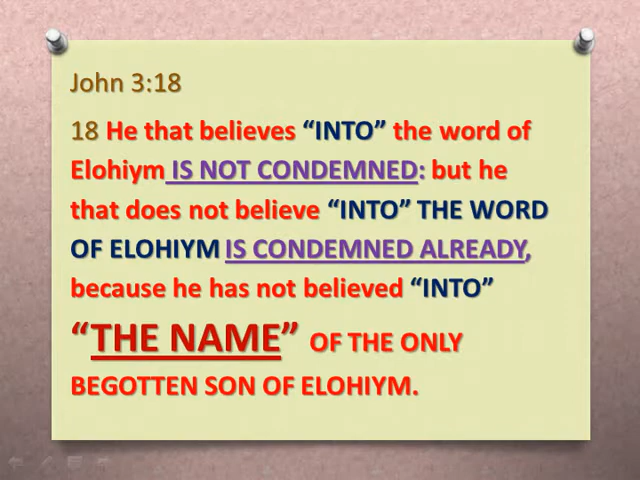 John 3:18
18 He that believes “INTO” the word of
Elohiym IS NOT CONDEMNED: but he
that does not believe “INTO” THE WORD
OF ELOHIYM IS CONDEMNED ALREADY,
because he has not believed “INTO”
“THE NAME” OF THE ONLY
BEGOTTEN SON OF ELOHIYM.